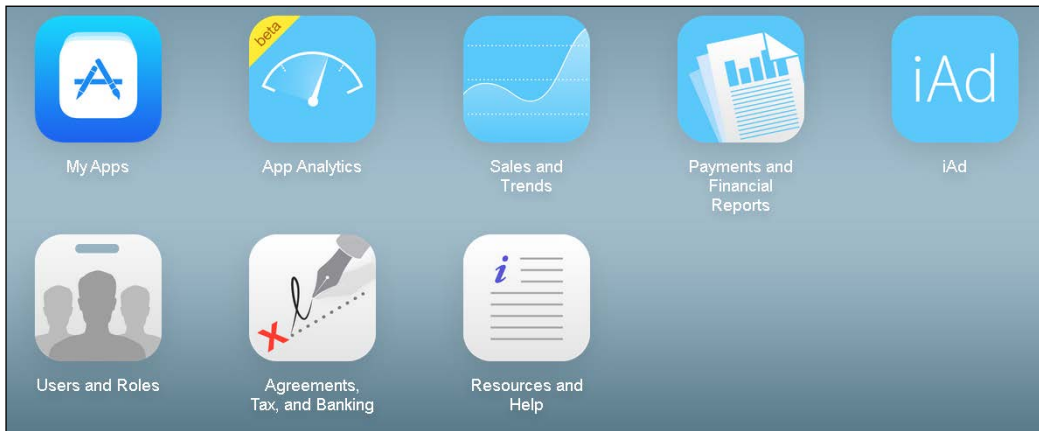 beta
iAd
My Apps
App Analytics
Sales and
Trends
Payments and
Financial
Reports
iAd
i
X
Users and Roles
Agreements,
Tax, and Banking
Resources and
Help